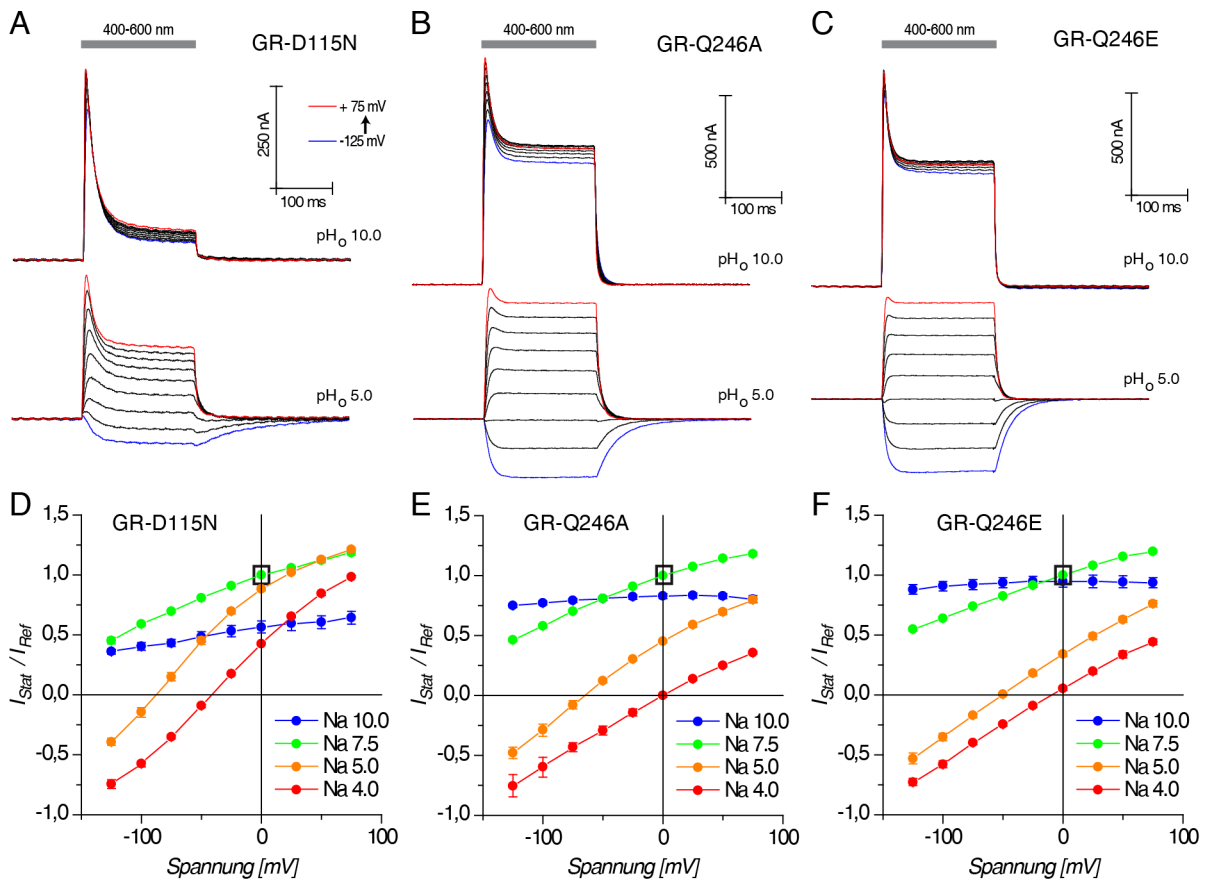 A
400-600 nm
GR-D115N
250 nA
+ 75 mV
-125 mV
100 ms
pHo 10.0
pHo 5.0
B
400-600 nm
GR-Q246A
500 nA
100 ms
pHo 10.0
pHo 5.0
C
400-600 nm
GR-Q246E
500 nA
100 ms
pHo 10.0
pHo 5.0
D
GR-D115N
1,5
1,0
0,5
0,0
-0,5
-1,0
IStat / IRef
Na 10.0
Na 7.5
Na 5.0
Na 4.0
-100 0 100
Spannung [mV]
E
GR-Q246A
1,5
1,0
0,5
0,0
-0,5
-1,0
IStat / IRef
Na 10.0
Na 7.5
Na 5.0
Na 4.0
-100 0 100
Spannung [mV]
F
GR-Q246E
1,5
1,0
0,5
0,0
-0,5
-1,0
IStat / IRef
Na 10.0
Na 7.5
Na 5.0
Na 4.0
-100 0 100
Spannung [mV]